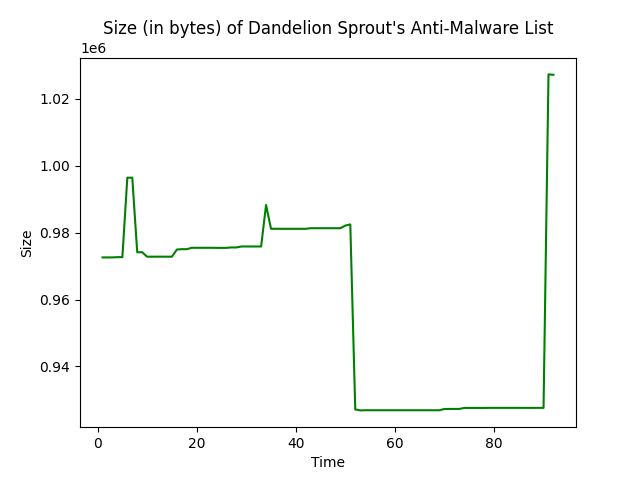 Size (in bytes) of Dandelion Sprout's Anti-Malware List
1e6
1.02
1.00
0.98
0.96
0.94
Size
0 20 40 60 80
Time